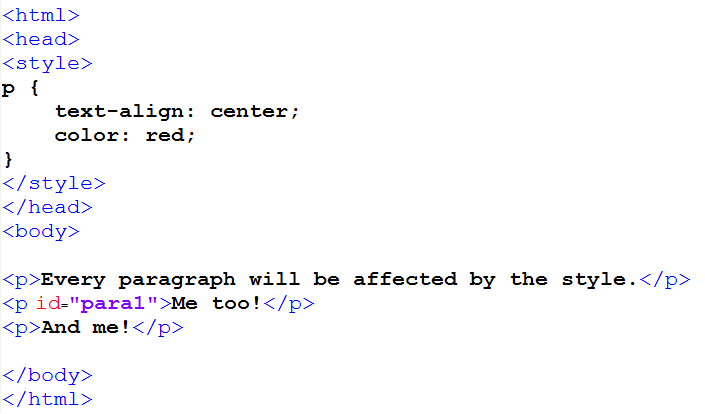 <html>
<head>
<style>
p {
    text-align: center;
    color: red;
}
</style>
</head>
<body>

<p>Every paragraph will be affected by the style.</p>
<p id="para1">Me too!</p>
<p>And me!</p>

</body>
</html>